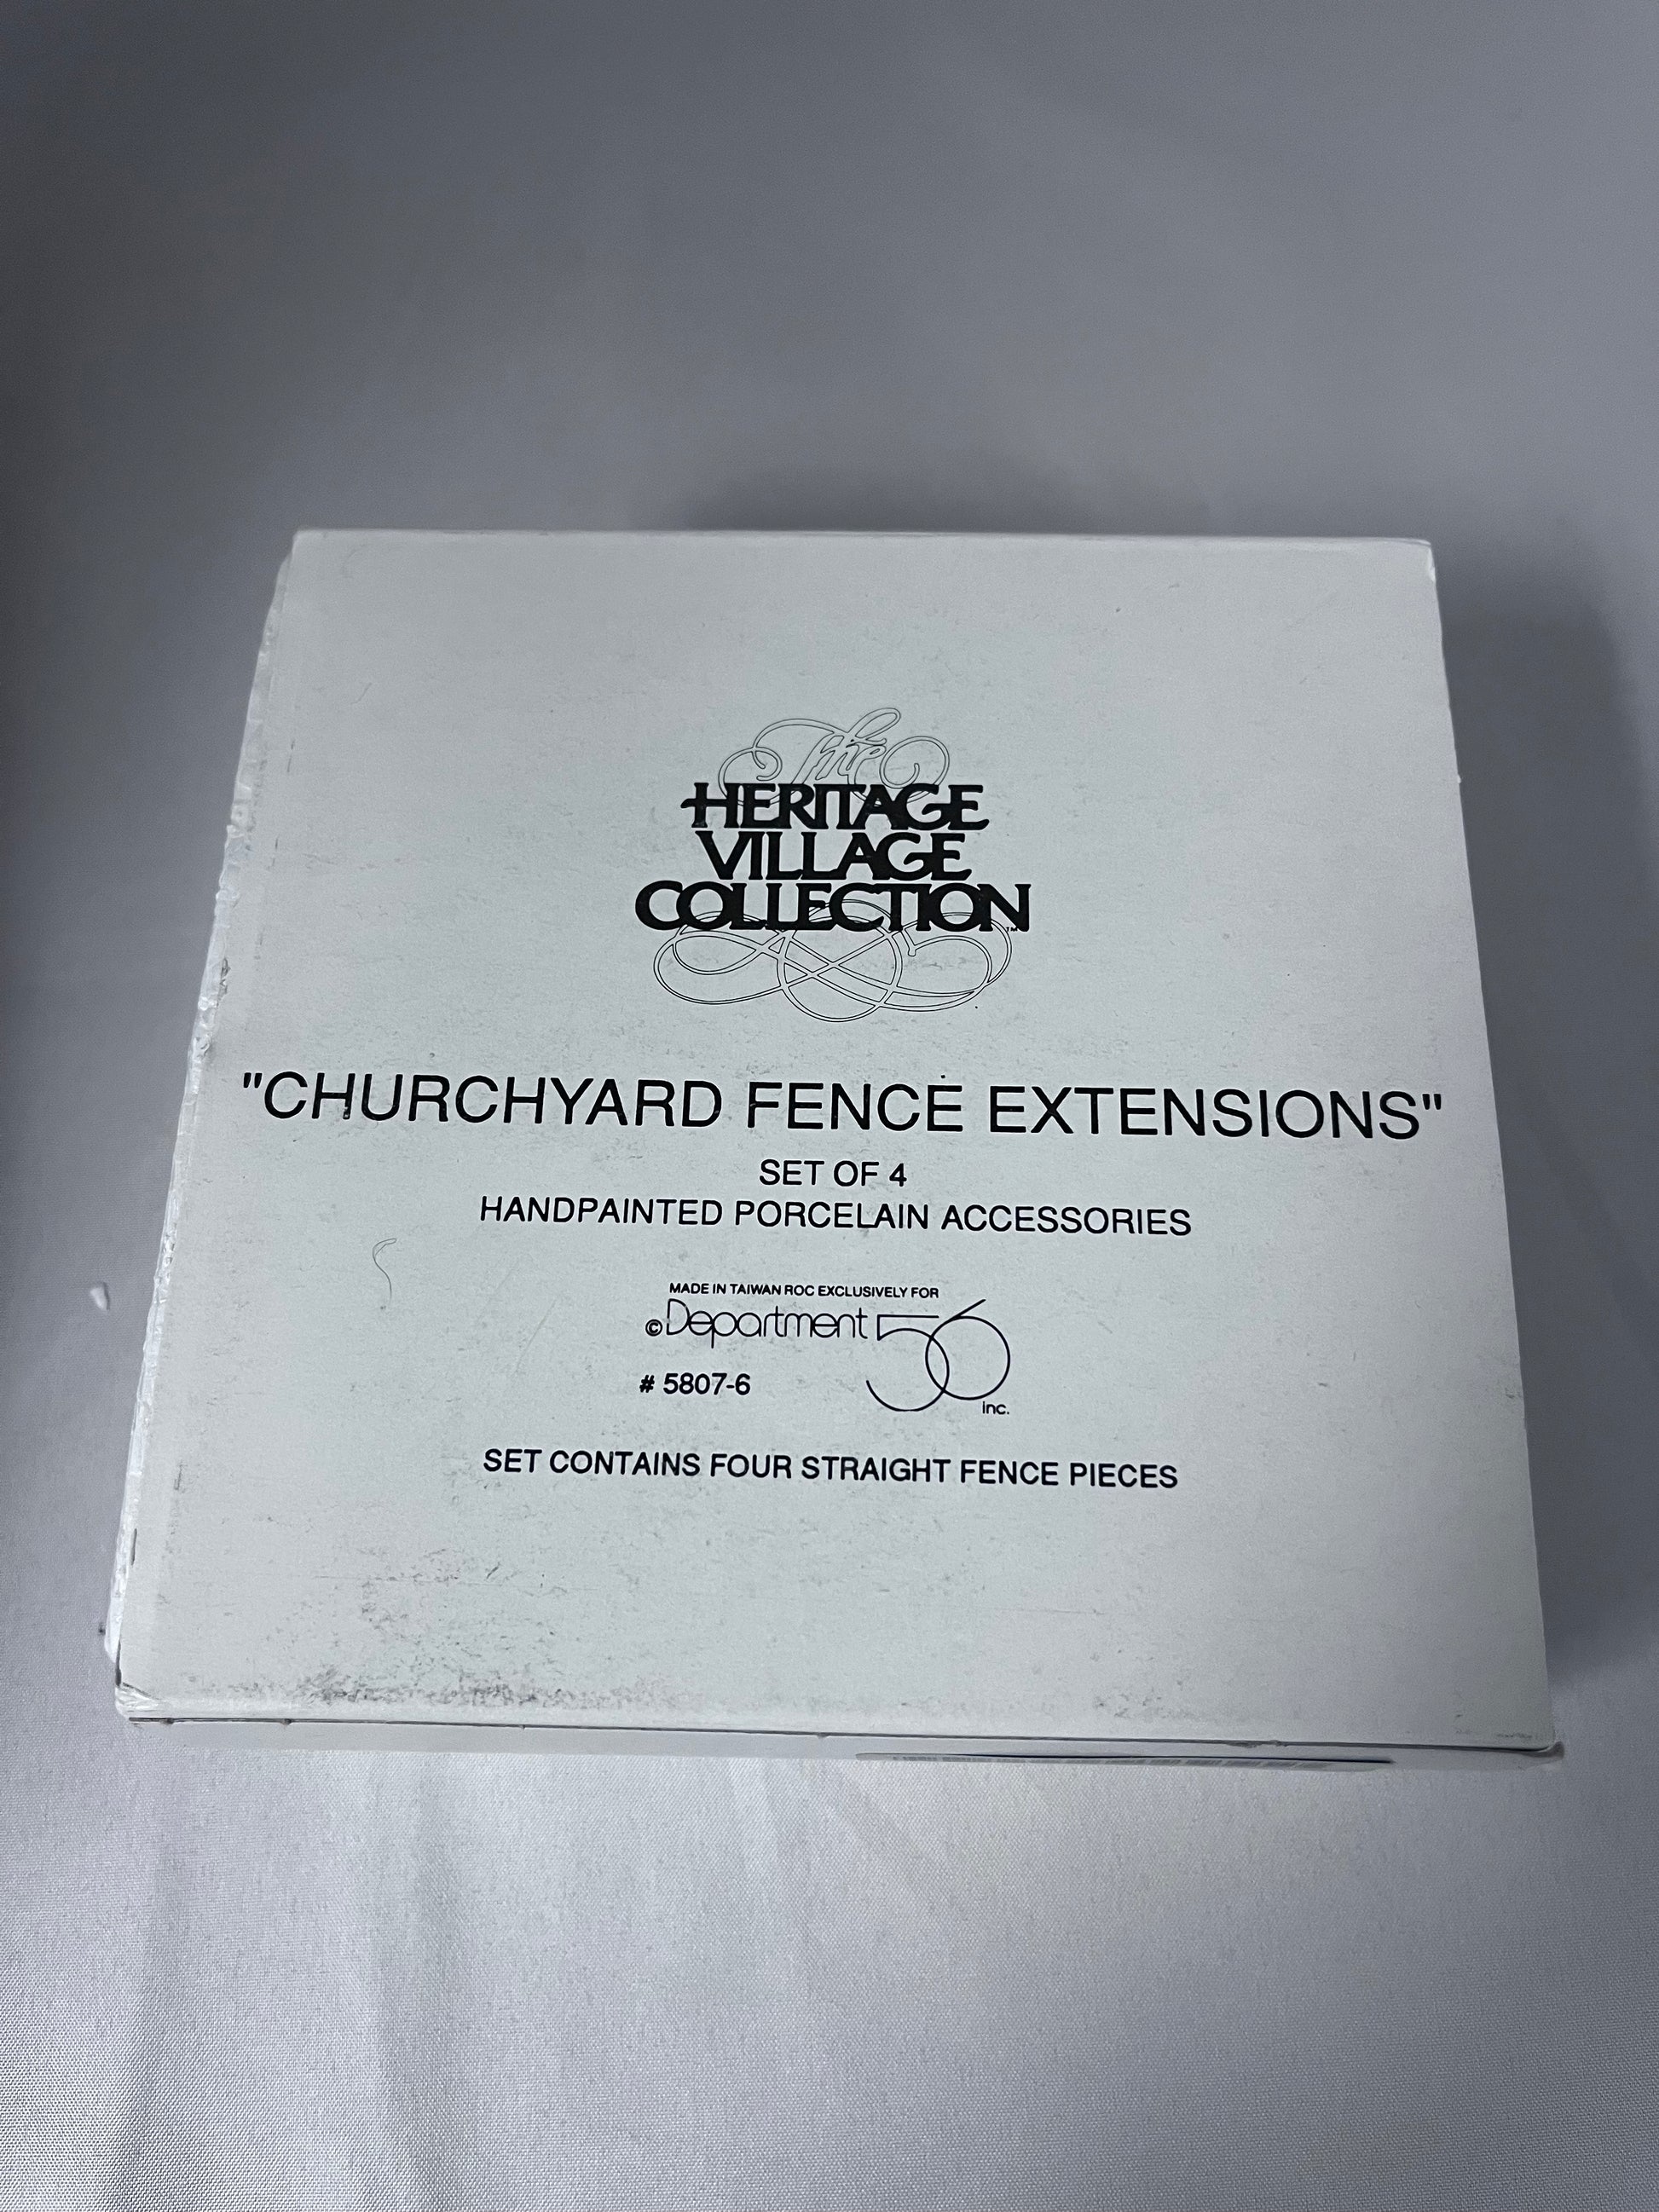 The
HERITAGE
VILLAGE
COLLECTION™
"CHURCHYARD FENCE EXTENSIONS"
SET OF 4
HANDPAINTED PORCELAIN ACCESSORIES
MADE IN TAIWAN ROC EXCLUSIVELY FOR
©Department 56
# 5807-6
inc.
SET CONTAINS FOUR STRAIGHT FENCE PIECES